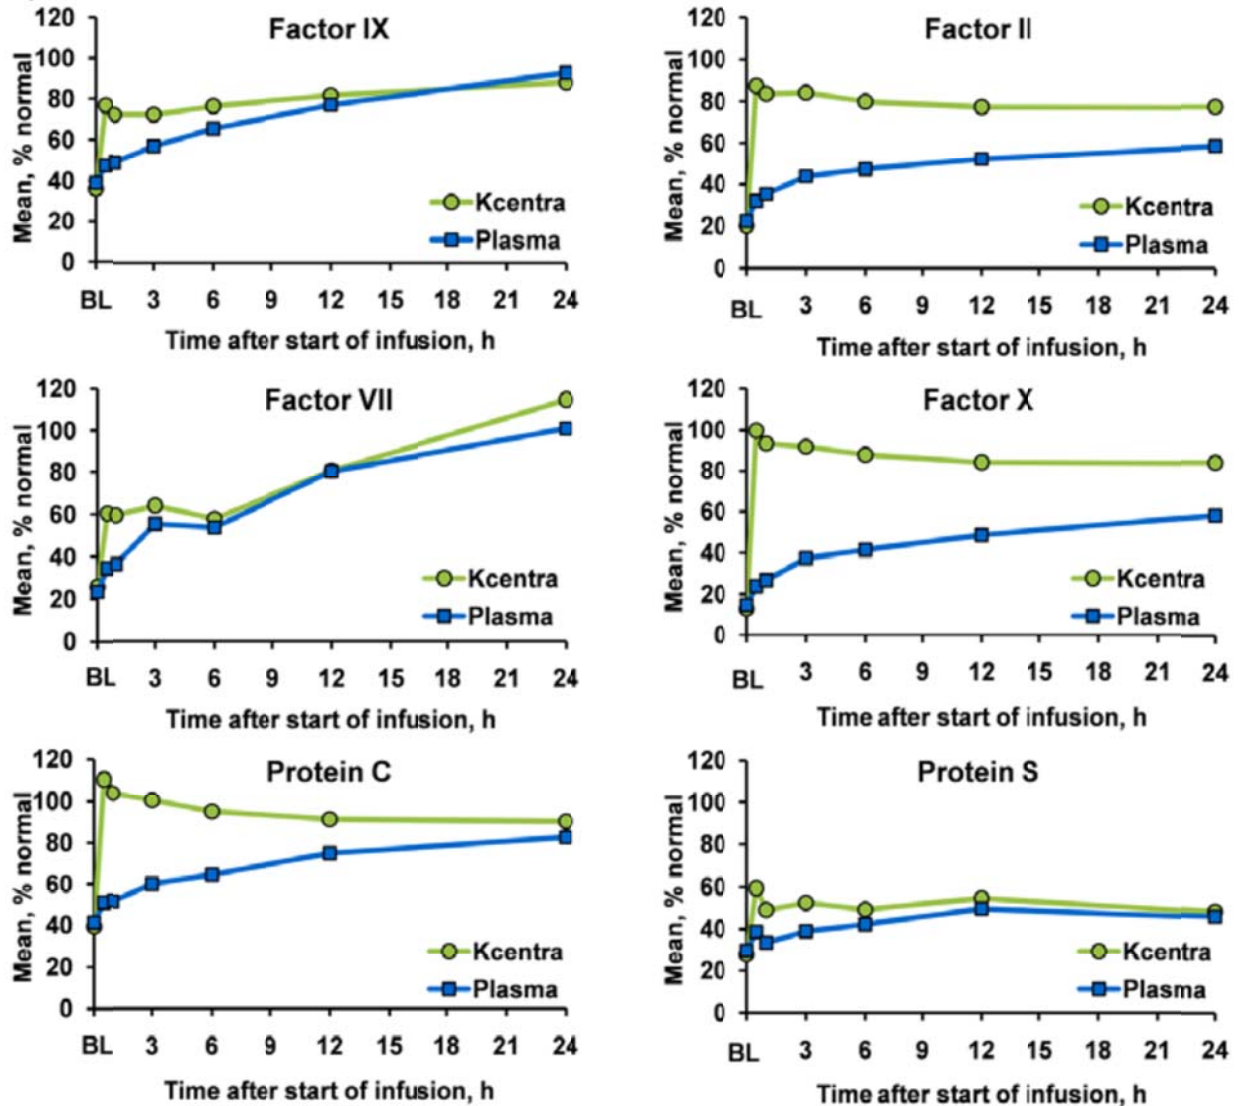 Factor IX
Mean, % normal
120
100
80
60
40
20
0
Kcentra
Plasma
BL 3 6 9 12 15 18 21 24
Time after start of infusion, h
Factor II
Mean, % normal
120
100
80
60
40
20
0
Kcentra
Plasma
BL 3 6 9 12 15 18 21 24
Time after start of infusion, h
Factor VII
Mean, % normal
120
100
80
60
40
20
0
Kcentra
Plasma
BL 3 6 9 12 15 18 21 24
Time after start of infusion, h
Factor X
Mean, % normal
120
100
80
60
40
20
0
Kcentra
Plasma
BL 3 6 9 12 15 18 21 24
Time after start of infusion, h
Protein C
Mean, % normal
120
100
80
60
40
20
0
Kcentra
Plasma
BL 3 6 9 12 15 18 21 24
Time after start of infusion, h
Protein S
Mean, % normal
120
100
80
60
40
20
0
Kcentra
Plasma
BL 3 6 9 12 15 18 21 24
Time after start of infusion, h